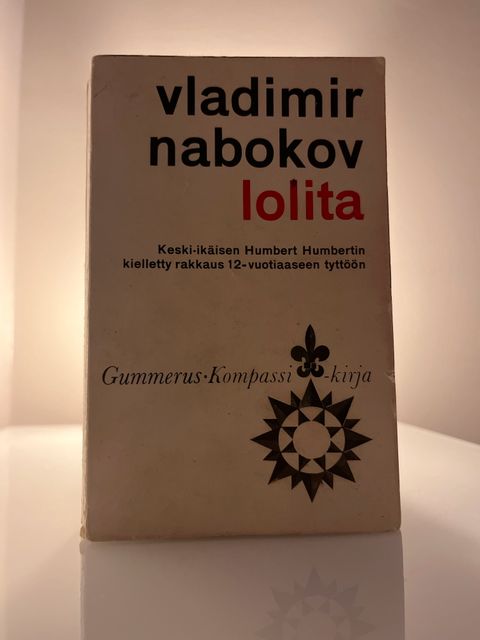 vladimir
nabokov
lolita
Keski-ikäisen Humbert Humbertin
kielletty rakkaus 12-vuotiaaseen tyttöön
Gummerus·Kompassi -kirja